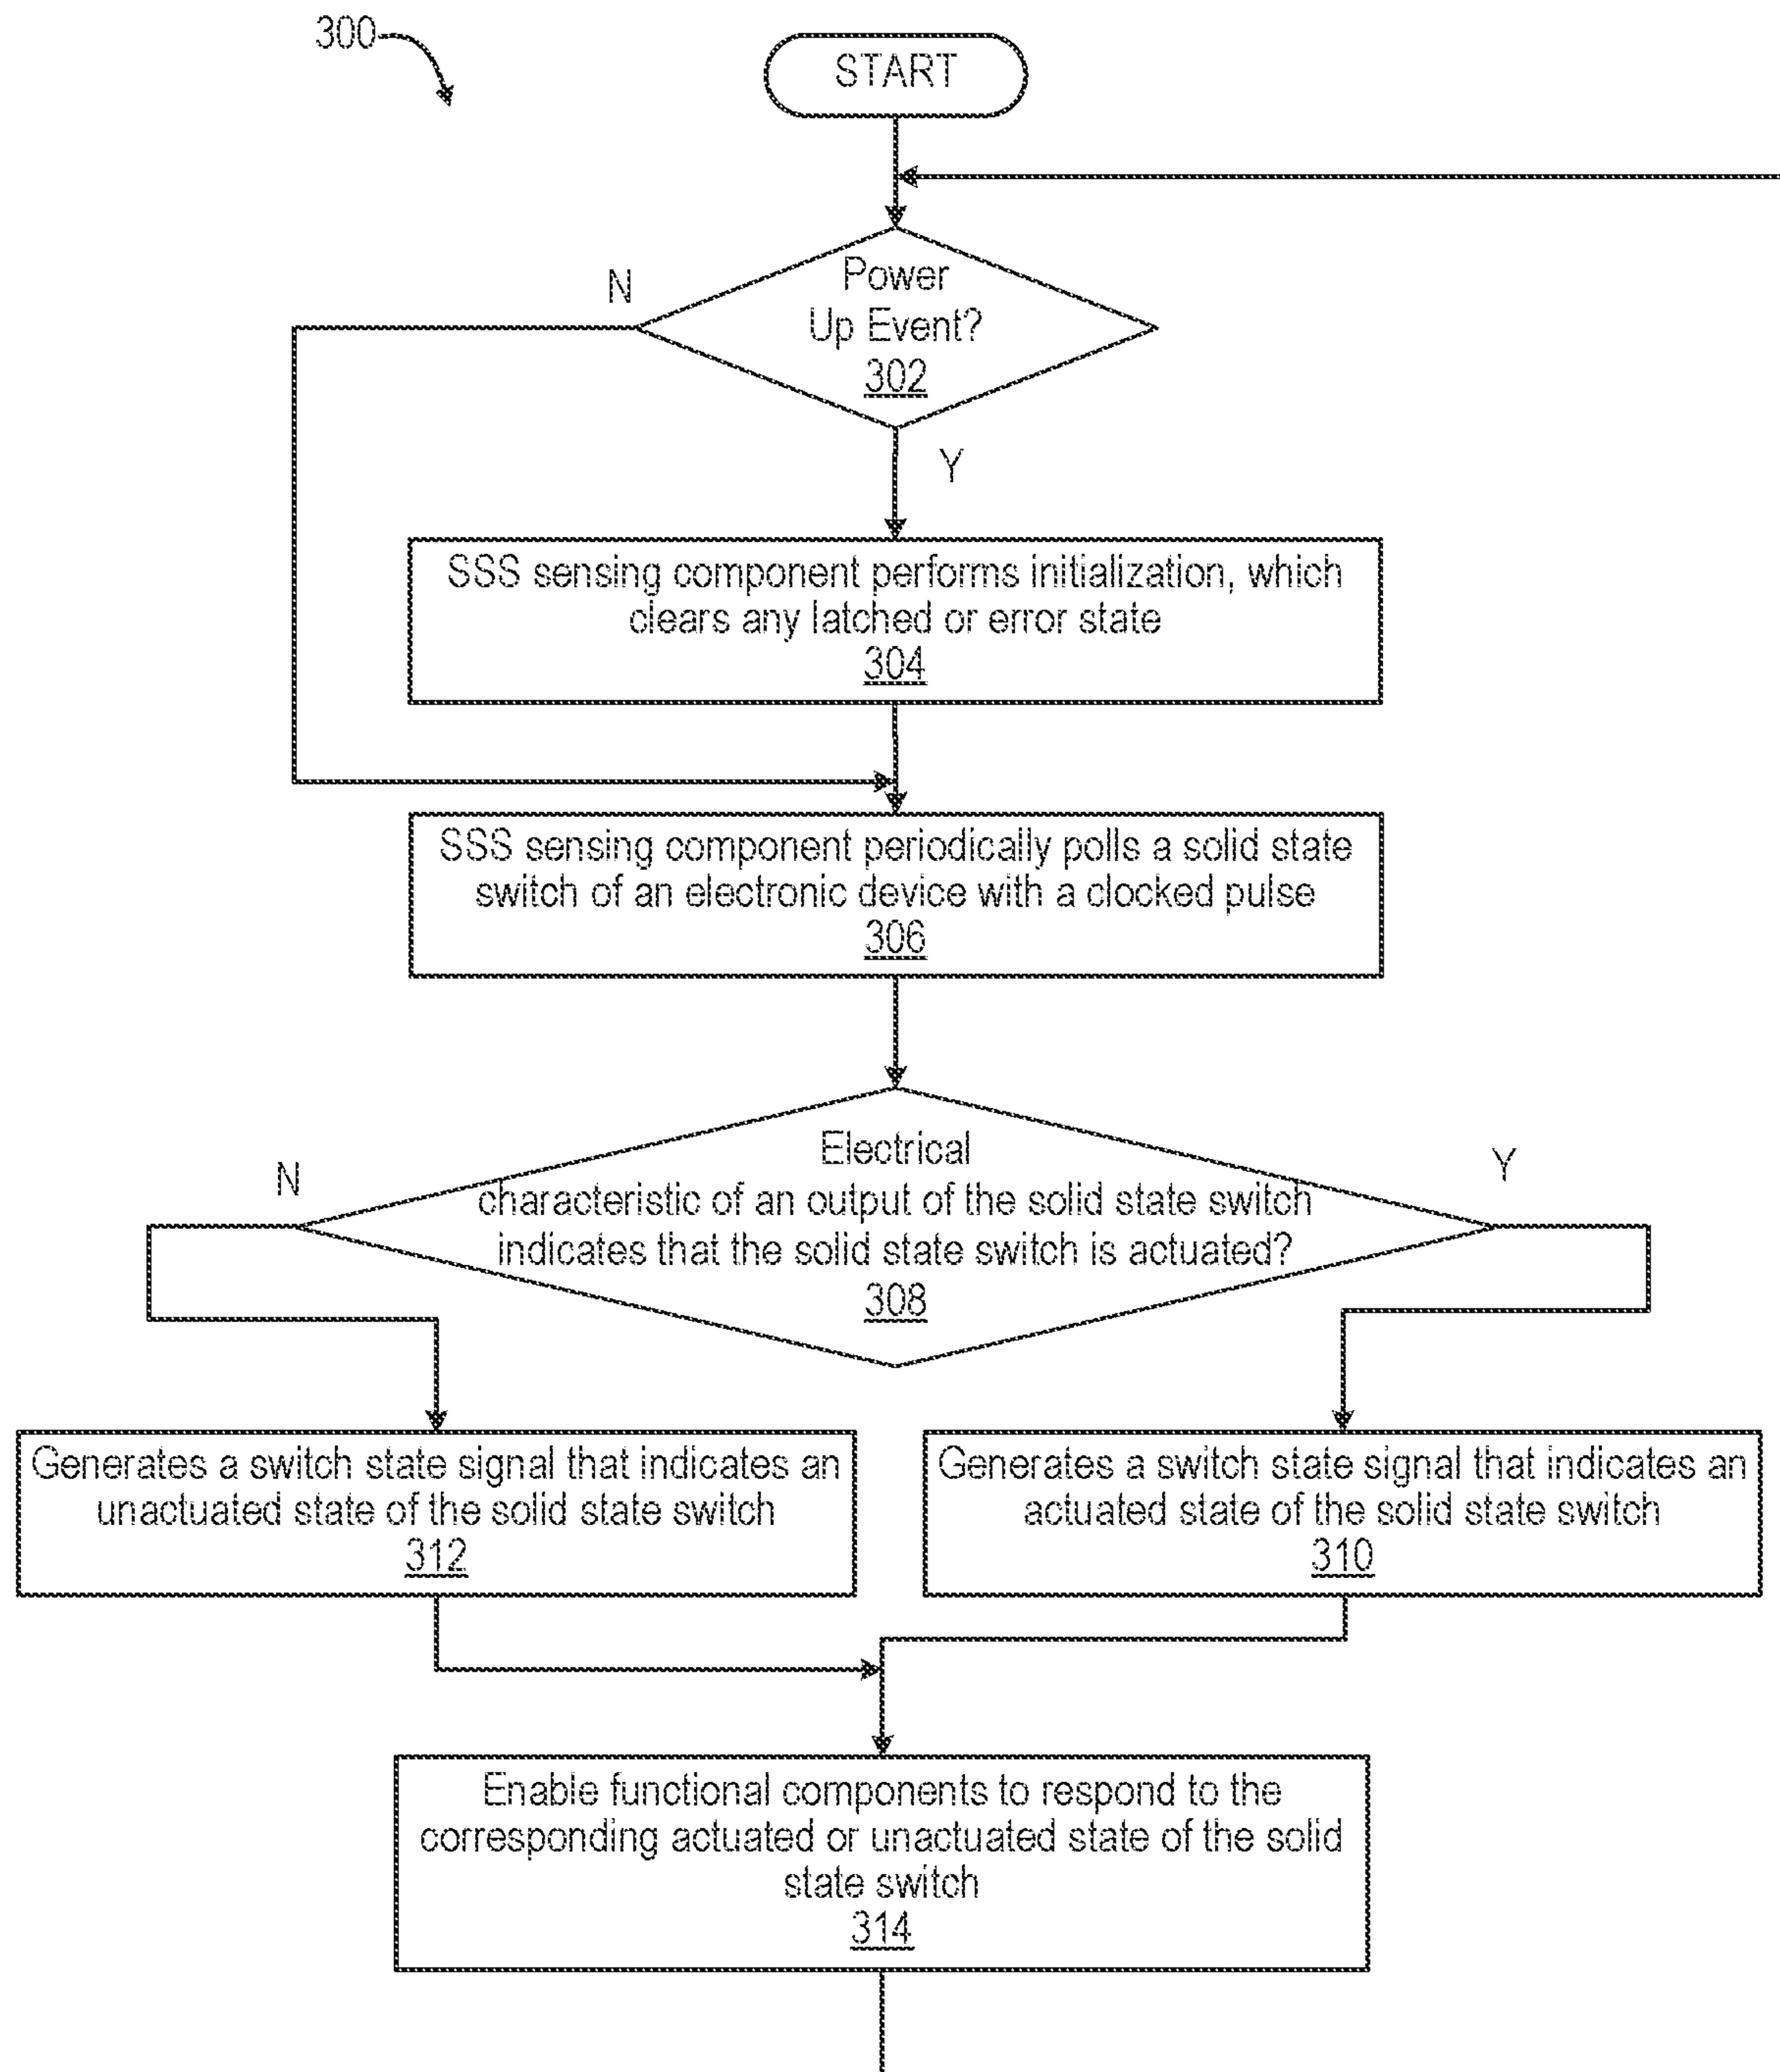 300
START
N
Power
Up Event?
302
Y
SSS sensing component performs initialization, which
clears any latched or error state
304
SSS sensing component periodically polls a solid state
switch of an electronic device with a clocked pulse
306
N
Y
Electrical
characteristic of an output of the solid state switch
indicates that the solid state switch is actuated?
308
Generates a switch state signal that indicates an
unactuated state of the solid state switch
312
Generates a switch state signal that indicates an
actuated state of the solid state switch
310
Enable functional components to respond to the
corresponding actuated or unactuated state of the solid
state switch
314